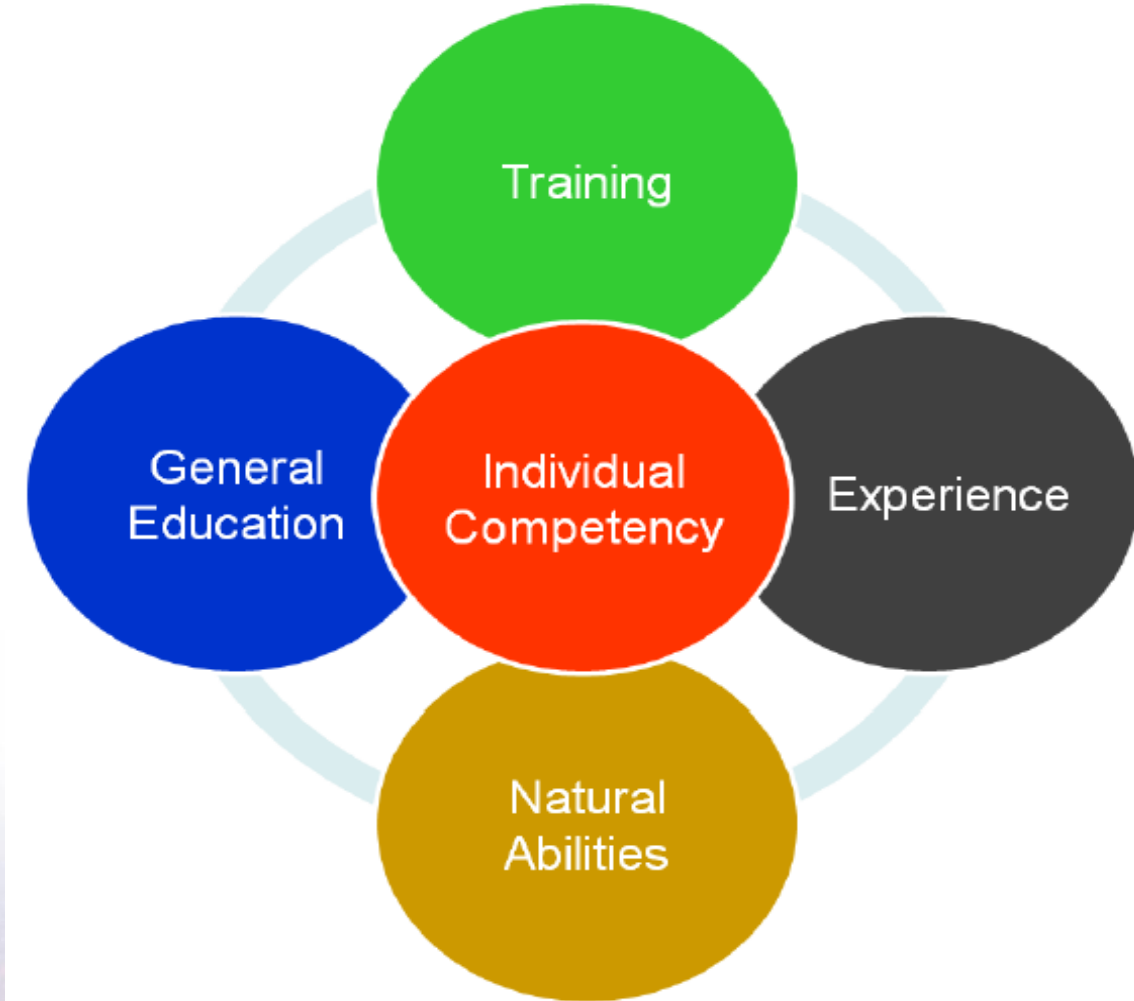 Training
General
Education
Individual
Competency
Experience
Natural
Abilities